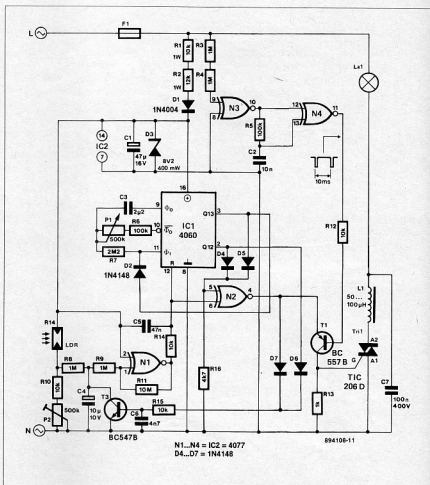 L
F1
R1
10k
1W
R3
1M
R2
12k
1W
R4
1M
D1
1N4004
La1
9
8
N3
10
12
13
N4
11
R5
100k
C2
10n
10ms
14
IC2
7
C1
47µ
16V
D3
8V2
400 mW
16
C3
2µ2
9
Φ0
IC1
4060
Q13
3
P1
500k
R6
100k
10
Φ0
Q12
2
R7
2M2
11
Φ1
D2
1N4148
R
12
8
D4
D5
R12
10k
5
6
N2
4
C5
47n
R14
10k
R14
LDR
L1
50...
100µH
R8
1M
R9
1M
2
1
N1
3
R11
10M
R16
4k7
D7
D6
T1
BC
557 B
Tri1
A2
G
A1
TIC
206 D
R10
10k
P2
500k
C4
10µ
10V
T3
BC547B
C6
4n7
R15
10k
R13
1k
C7
100n
400V
N
N1...N4 = IC2 = 4077
D4...D7 = 1N4148
894108-11